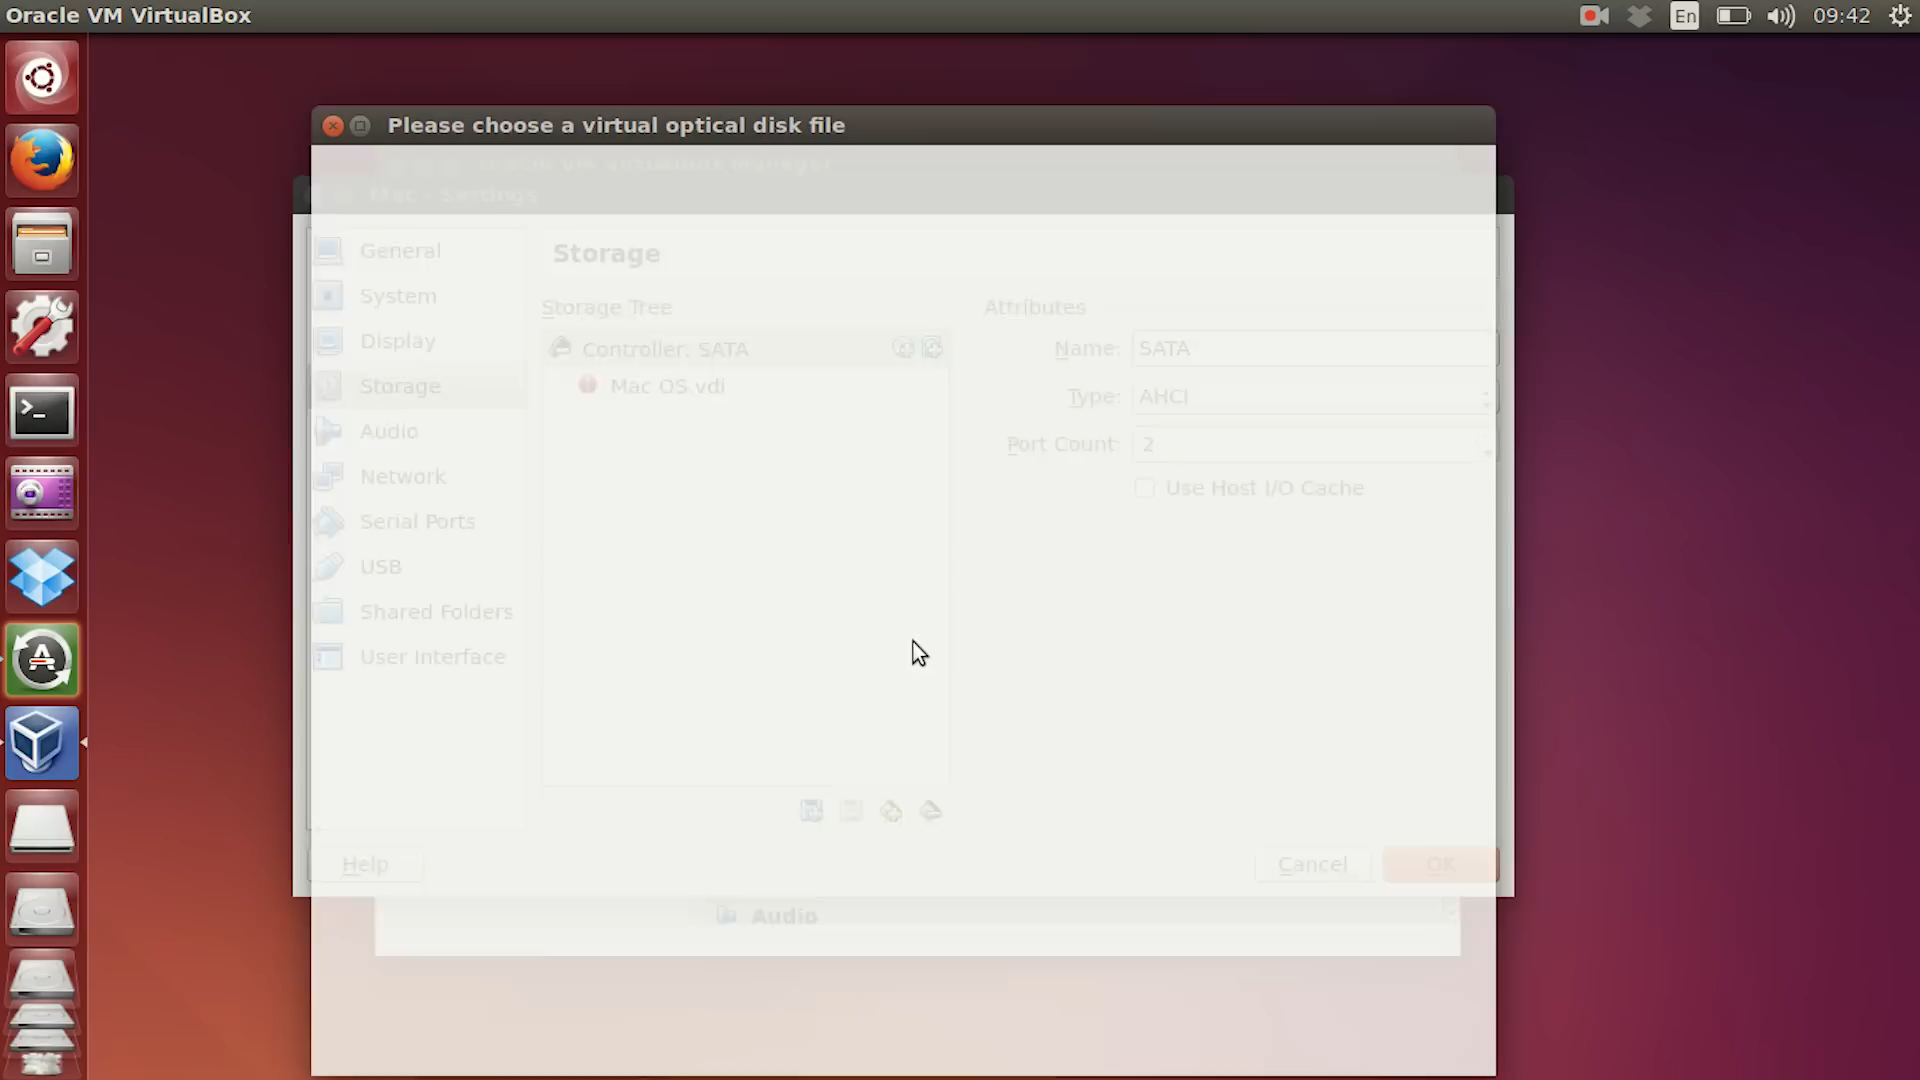 Oracle VM VirtualBox
En
09:42
Please choose a virtual optical disk file
Mac - Settings
General
System
Display
Storage
Audio
Network
Serial Ports
USB
Shared Folders
User Interface
Storage
Storage Tree
Controller: SATA
Mac OS.vdi
Attributes
Name: SATA
Type: AHCI
Port Count: 2
Use Host I/O Cache
Help
Cancel
OK
Audio